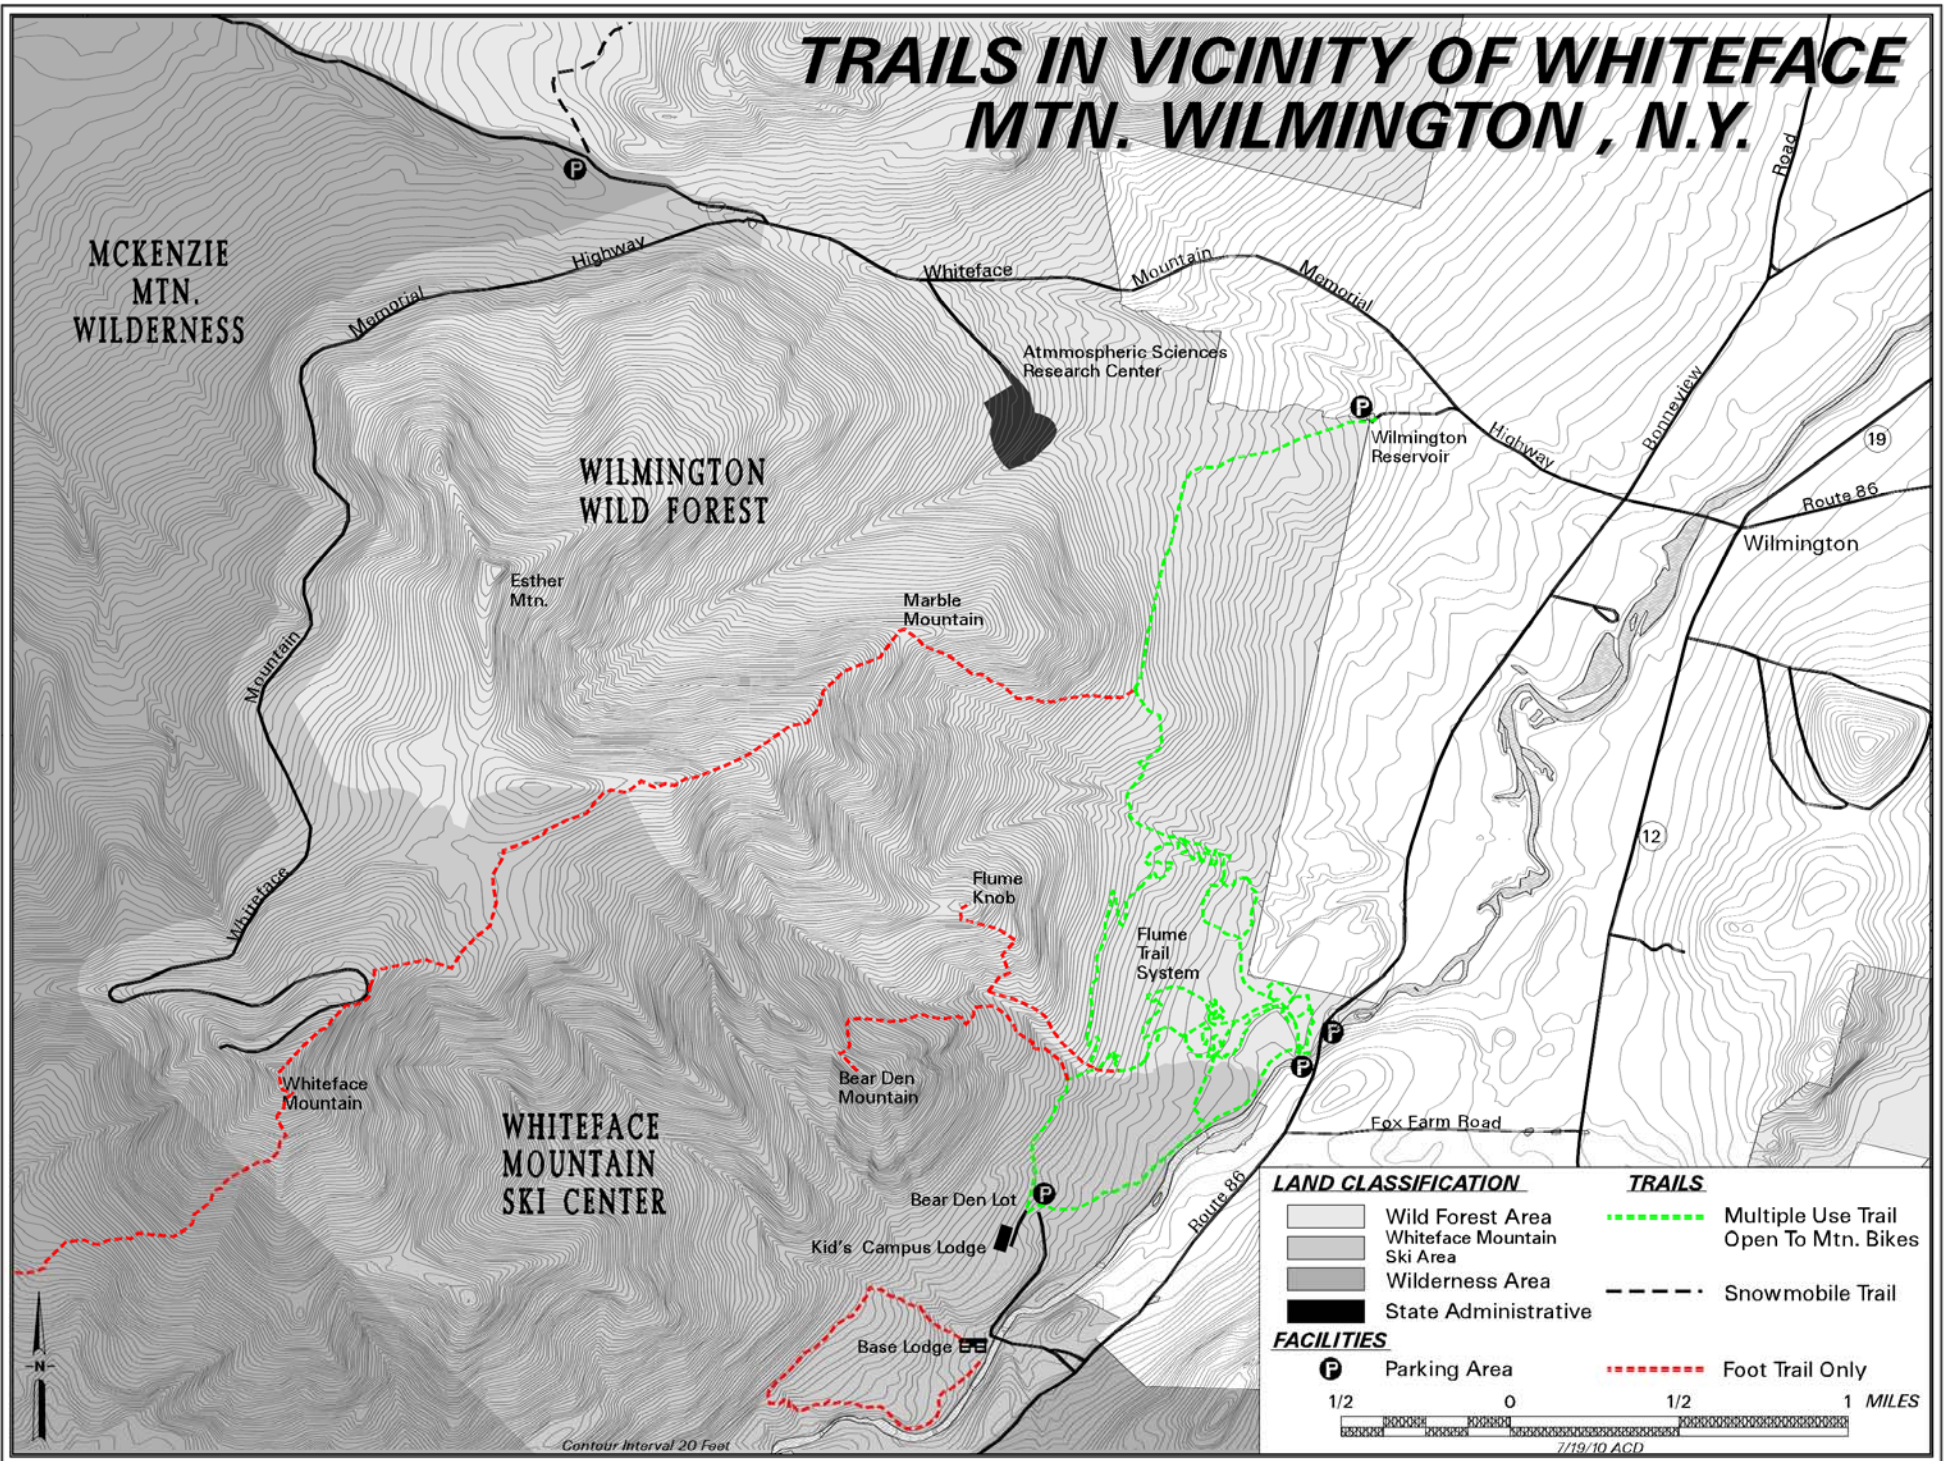 TRAILS IN VICINITY OF WHITEFACE
MTN. WILMINGTON , N.Y.
Road
P
MCKENZIE
MTN.
WILDERNESS
Highway
Memorial
Whiteface
Mountain
Memorial
Atmmospheric Sciences
Research Center
P
Wilmington
Reservoir
Highway
Bonneview
19
Route 86
Wilmington
WILMINGTON
WILD FOREST
Esther
Mtn.
Marble
Mountain
Mountain
12
Whiteface
Flume
Knob
Flume
Trail
System
P
P
Whiteface
Mountain
Bear Den
Mountain
Fox Farm Road
WHITEFACE
MOUNTAIN
SKI CENTER
Bear Den Lot
P
Route 86
Kid's Campus Lodge
Base Lodge
-N-
Contour Interval 20 Feet
LAND CLASSIFICATION
Wild Forest Area
Whiteface Mountain
Ski Area
Wilderness Area
State Administrative
FACILITIES
P
Parking Area
TRAILS
Multiple Use Trail
Open To Mtn. Bikes
Snowmobile Trail
Foot Trail Only
1/2 0 1/2 1 MILES
7/19/10 ACD